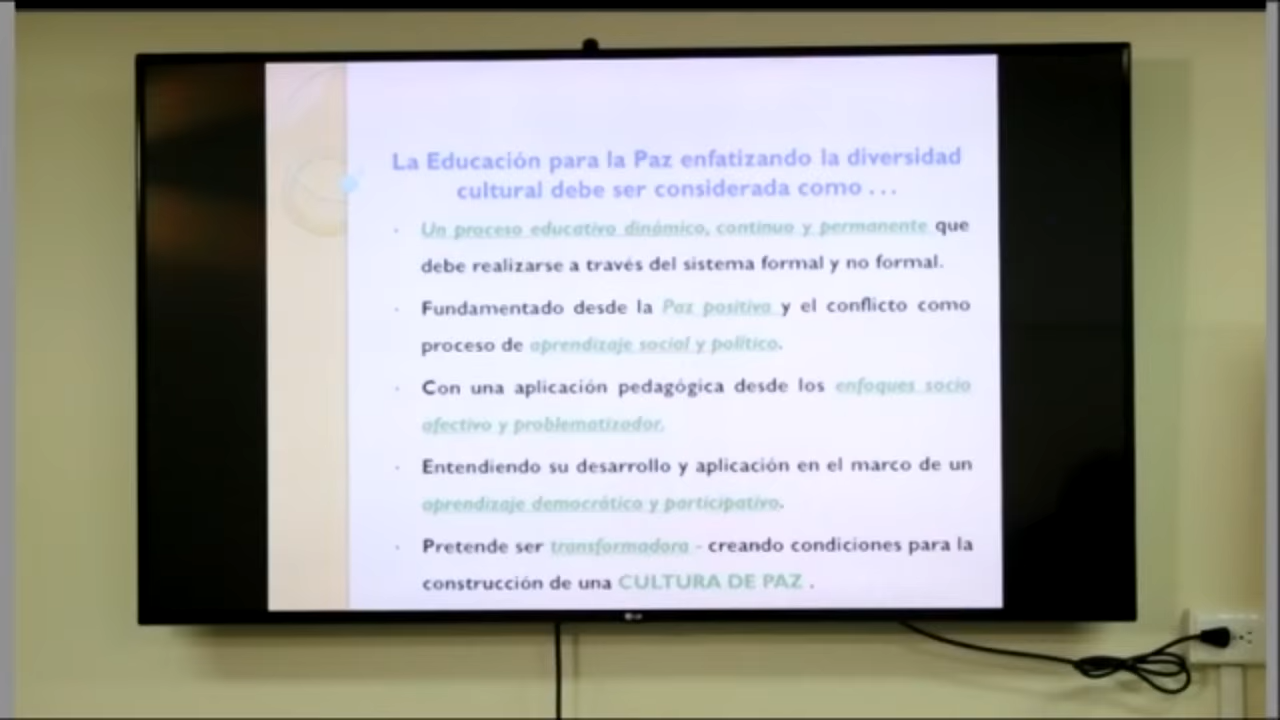 La Educación para la Paz enfatizando la diversidad
cultural debe ser considerada como . . .
· Un proceso educativo dinámico, continuo y permanente que
debe realizarse a través del sistema formal y no formal.
· Fundamentado desde la Paz positiva y el conflicto como
proceso de aprendizaje social y político.
· Con una aplicación pedagógica desde los enfoques socio
afectivo y problematizador.
· Entendiendo su desarrollo y aplicación en el marco de un
aprendizaje democrático y participativo.
· Pretende ser transformadora - creando condiciones para la
construcción de una CULTURA DE PAZ .
LG